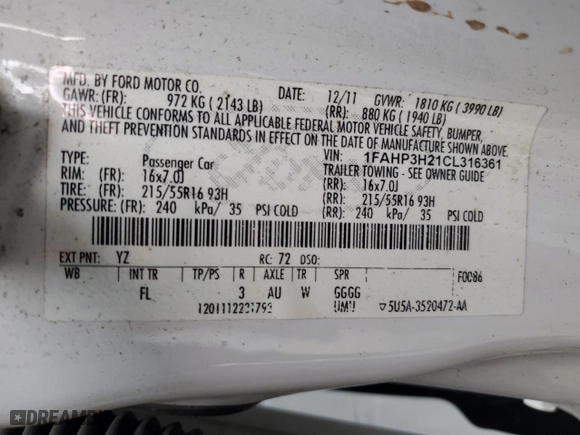 MFD. BY FORD MOTOR CO.
DATE: 12/11 GVWR: 1810 KG ( 3990 LB)
GAWR: (FR): 972 KG ( 2143 LB) (RR): 880 KG ( 1940 LB)
THIS VEHICLE CONFORMS TO ALL APPLICABLE FEDERAL MOTOR VEHICLE SAFETY, BUMPER,
AND THEFT PREVENTION STANDARDS IN EFFECT ON THE DATE OF MANUFACTURE SHOWN ABOVE.
VIN: 1FAHP3H21CL316361
TYPE: Passenger Car TRAILER TOWING - SEE OWNER GUIDE
RIM: (FR): 16x7.0J (RR): 16x7.0J
TIRE: (FR): 215/55R16 93H (RR): 215/55R16 93H
PRESSURE: (FR): 240 kPa/ 35 PSI COLD (RR): 240 kPa/ 35 PSI COLD
EXT PNT: YZ RC: 72 DSO:
WB INT TR TP/PS R AXLE TR SPR F0C86
FL 3 AU W GGGG
UMU 5U5A-3520472-AA
DREAMBID